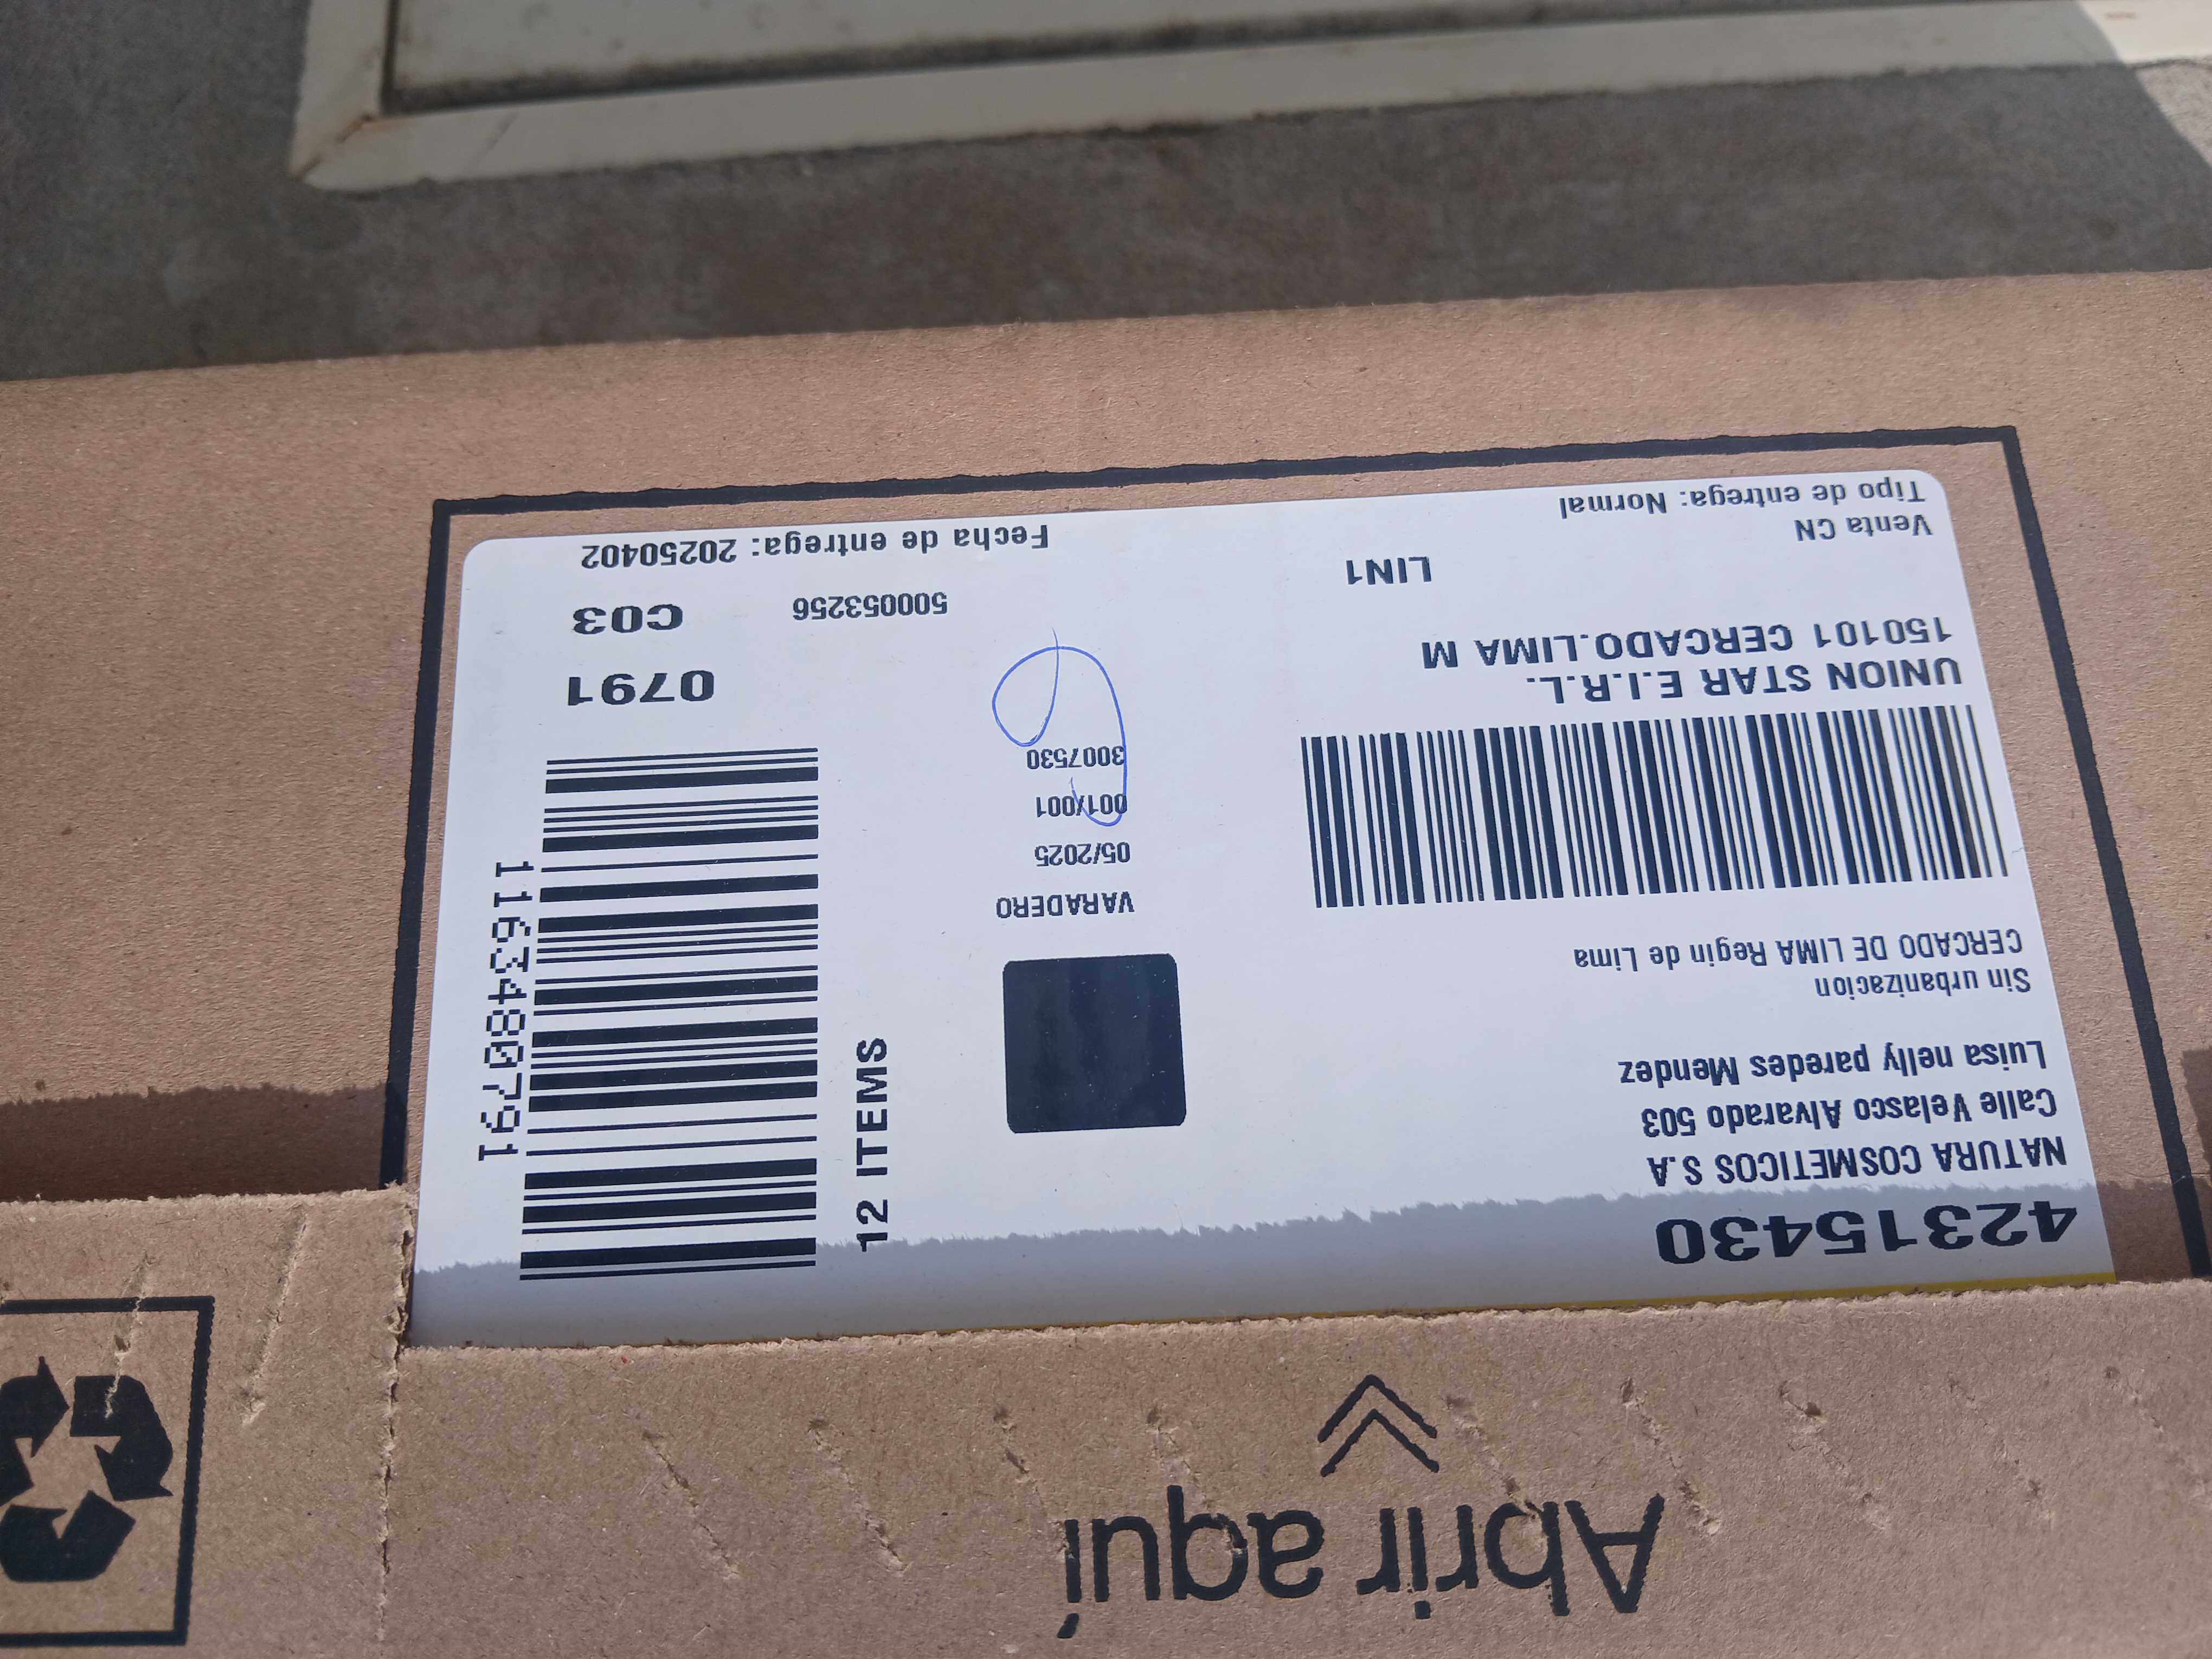 Abrir aquí
42315430
NATURA COSMETICOS S.A
Calle Velasco Alvarado 503
Luisa nelly paredes Mendez
Sin urbanizacion
CERCADO DE LIMA Regin de Lima
UNION STAR E.I.R.L.
150101 CERCADO.LIMA M
LIN1
Venta CN
Tipo de entrega: Normal
VARADERO
05/2025
001/001
3007530
500053256
Fecha de entrega: 20250402
12 ITEMS
1163480791
0791
C03